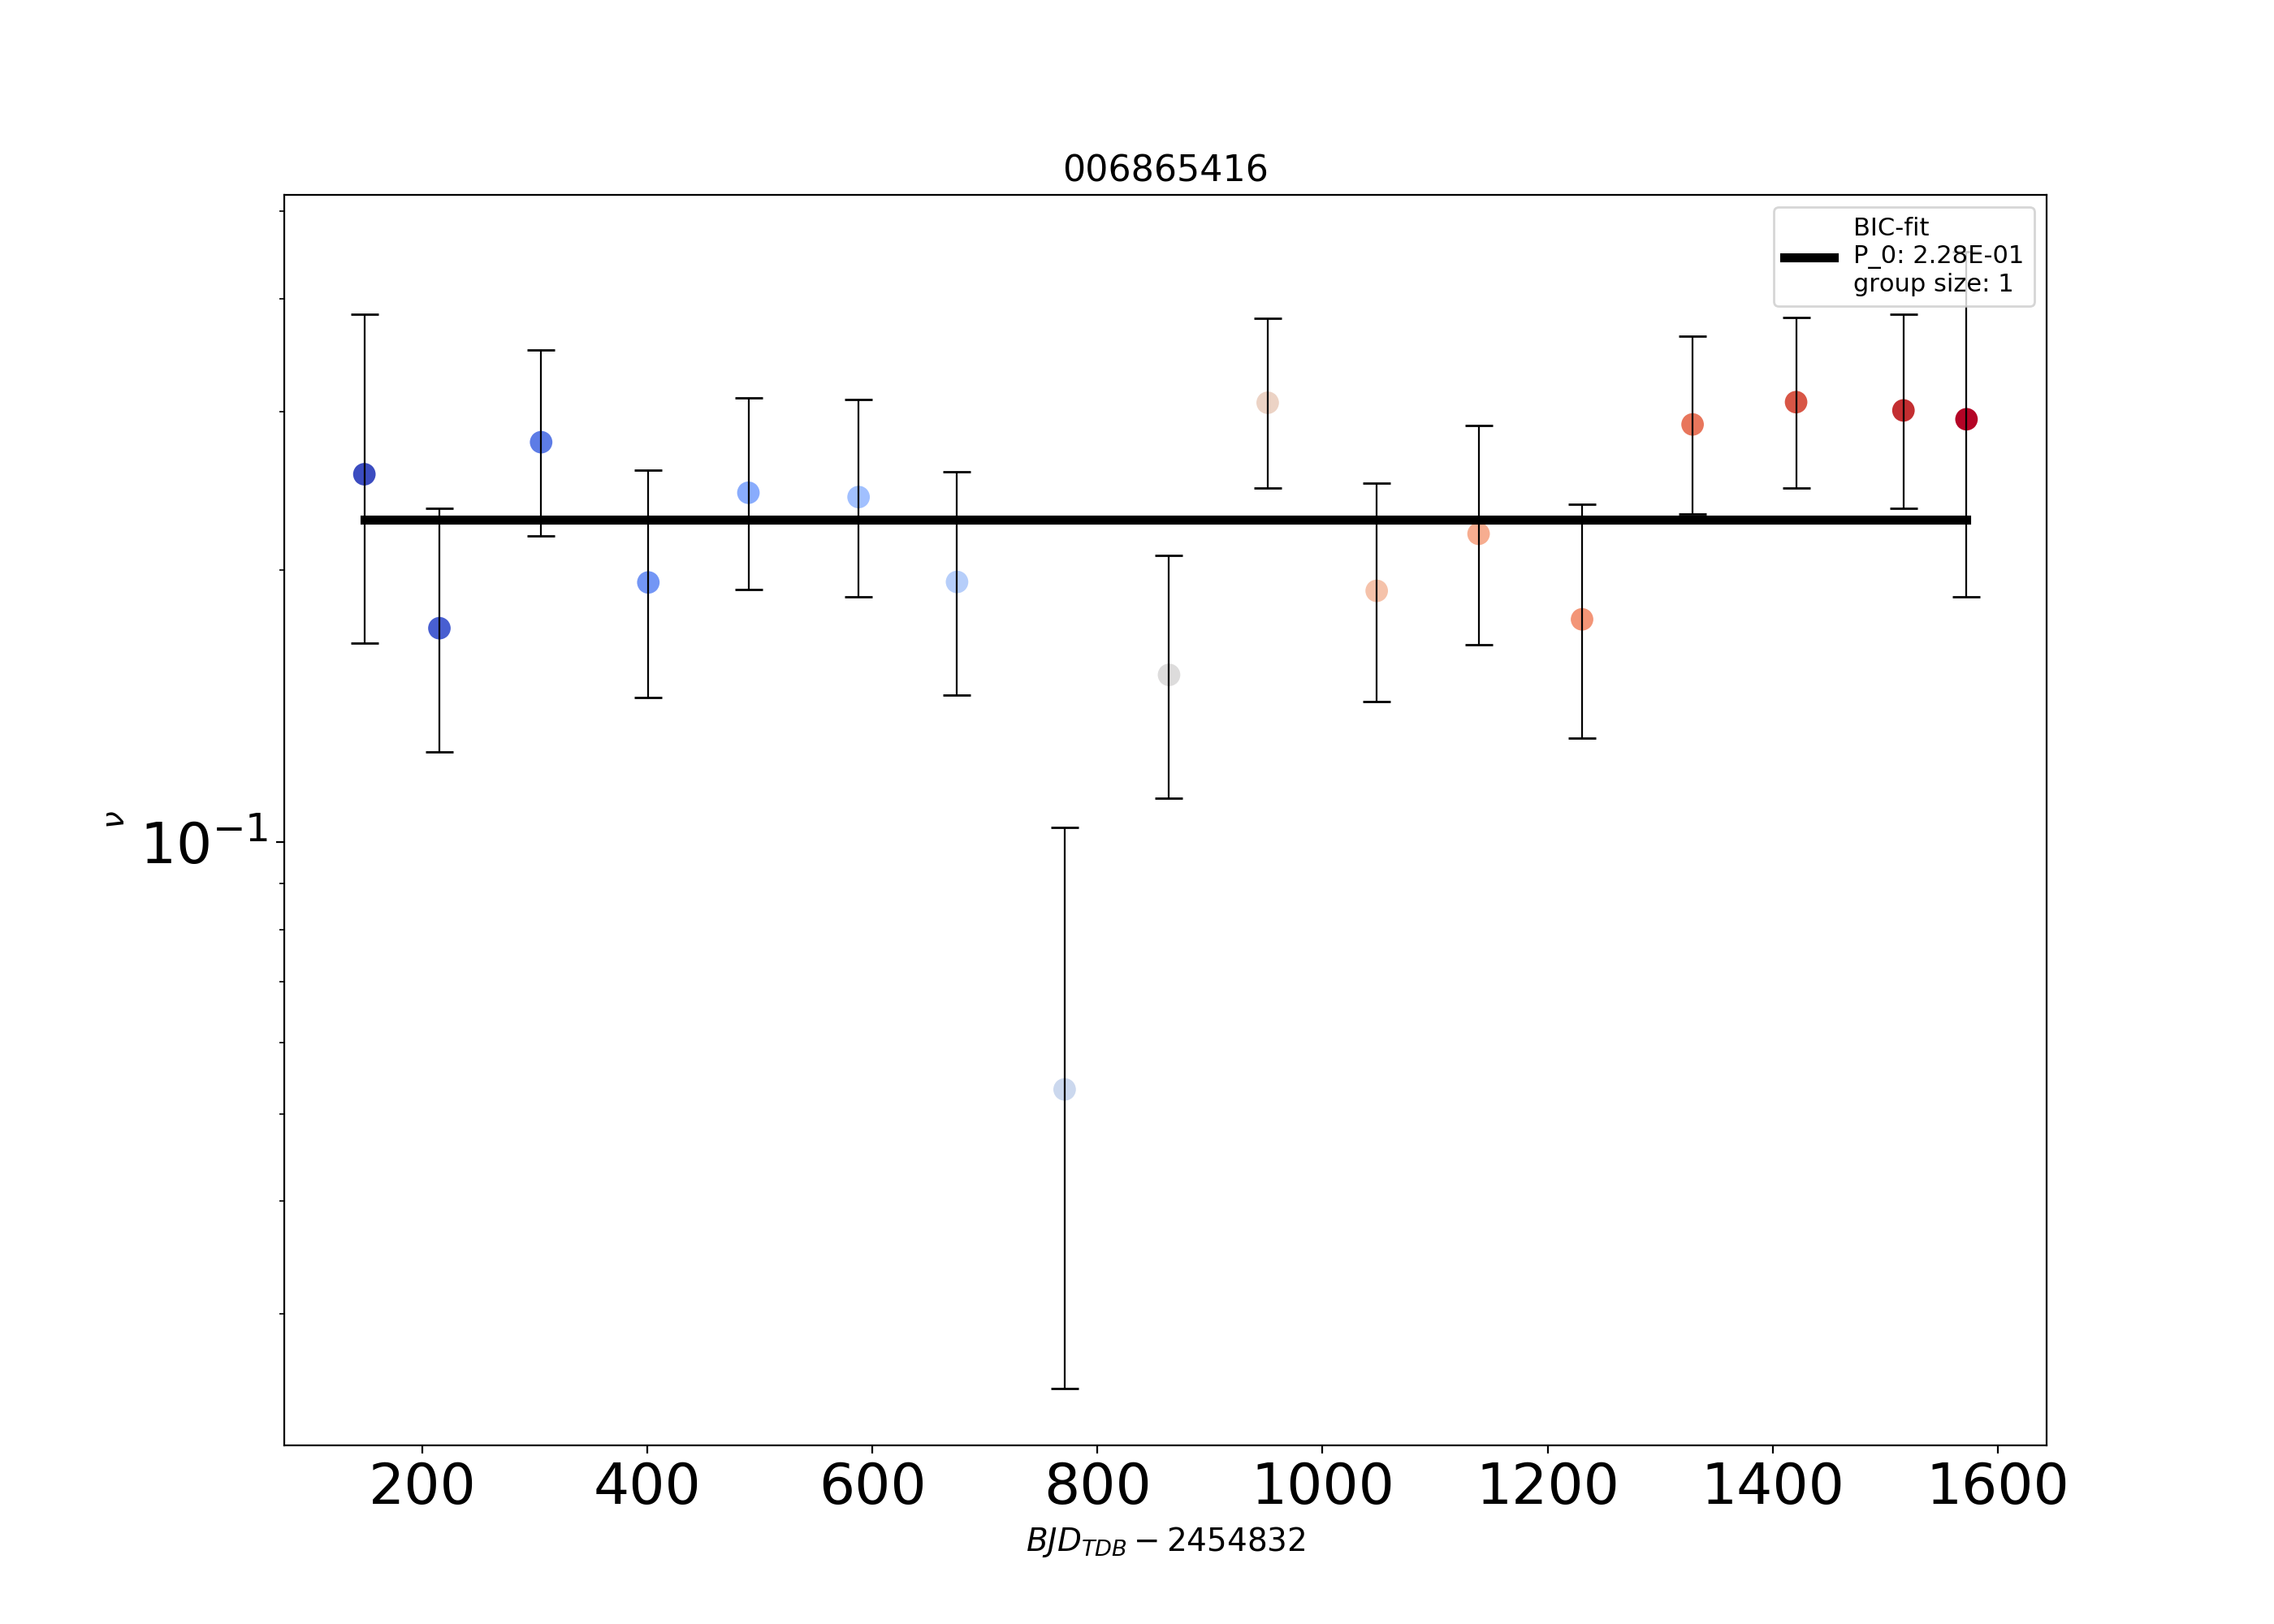 006865416
BIC-fit
P_0: 2.28E-01
group size: 1
ν
10⁻¹
200 400 600 800 1000 1200 1400 1600
BJD_TDB − 2454832